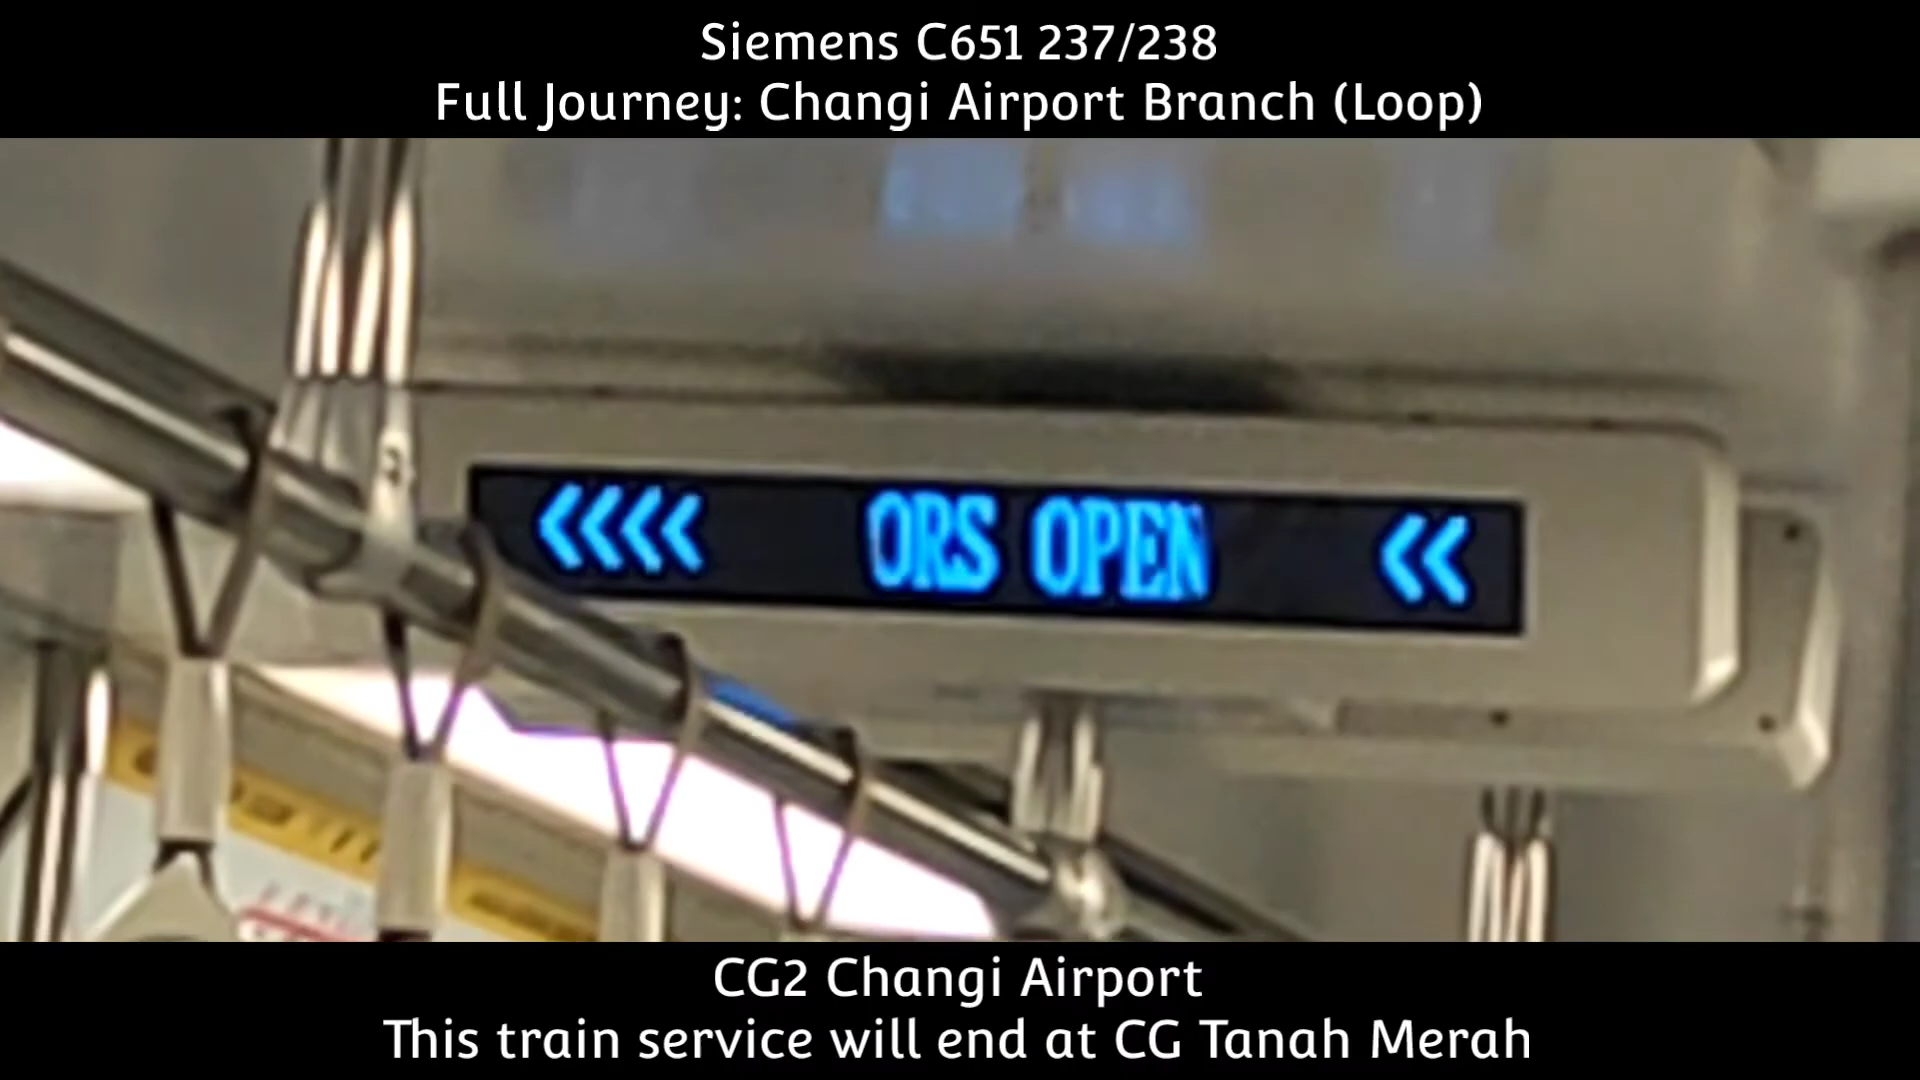 Siemens C651 237/238
Full Journey: Changi Airport Branch (Loop)
<<<< ORS OPEN <<
CG2 Changi Airport
This train service will end at CG Tanah Merah